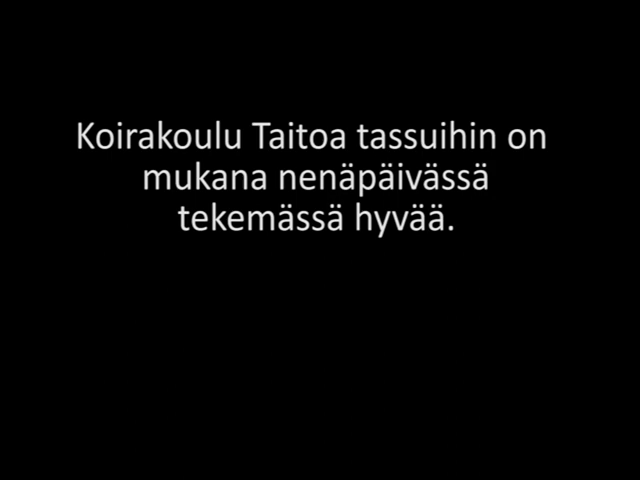 Koirakoulu Taitoa tassuihin on
mukana nenäpäivässä
tekemässä hyvää.